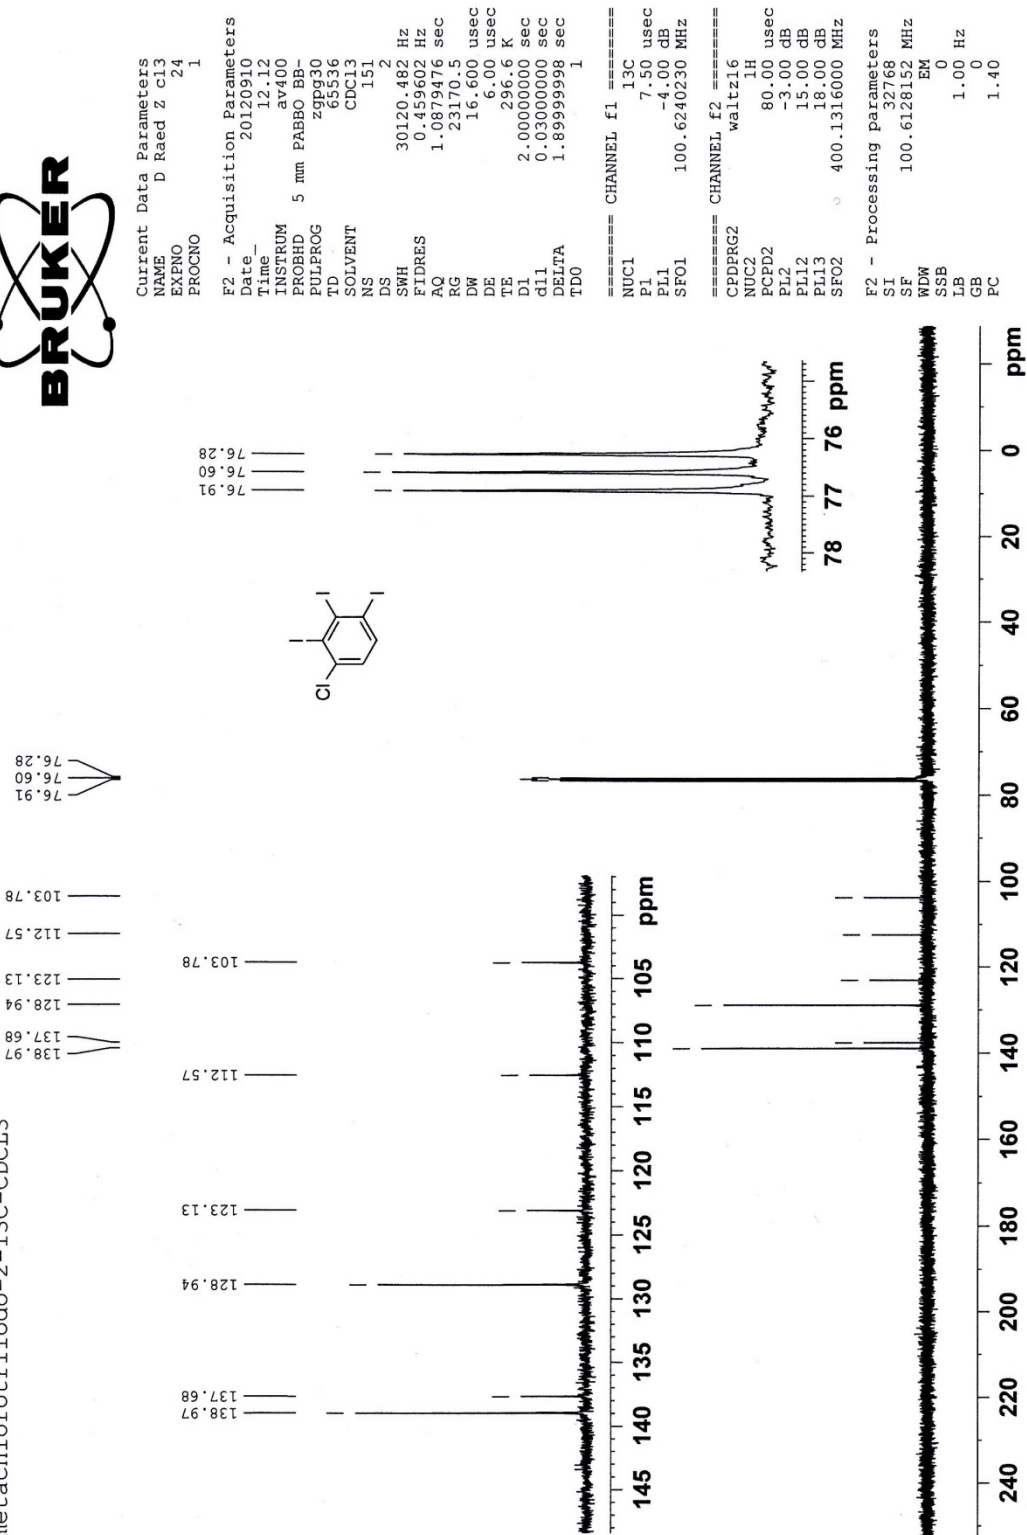 metachlorotriiodo-2-13C-CDCL3
BRUKER
138.97
137.68
128.94
123.13
112.57
103.78
76.91
76.60
76.28
Current Data Parameters
NAME D Raed Z c13
EXPNO 24
PROCNO 1
F2 - Acquisition Parameters
Date_ 20120910
Time 12.12
INSTRUM av400
PROBHD 5 mm PABBO BB-
PULPROG zgpg30
TD 65536
SOLVENT CDCl3
NS 151
DS 2
SWH 30120.482 Hz
FIDRES 0.459602 Hz
AQ 1.0879476 sec
RG 23170.5
DW 16.600 usec
DE 6.00 usec
TE 296.6 K
D1 2.00000000 sec
d11 0.03000000 sec
DELTA 1.89999998 sec
TD0 1
======== CHANNEL f1 ========
NUC1 13C
P1 7.50 usec
PL1 -4.00 dB
SFO1 100.6240230 MHz
======== CHANNEL f2 ========
CPDPRG2 waltz16
NUC2 1H
PCPD2 80.00 usec
PL2 -3.00 dB
PL12 15.00 dB
PL13 18.00 dB
SFO2 400.1316000 MHz
F2 - Processing parameters
SI 32768
SF 100.6128152 MHz
WDW EM
SSB 0
LB 1.00 Hz
GB 0
PC 1.40
138.97
137.68
128.94
123.13
112.57
103.78
145 140 135 130 125 120 115 110 105 ppm
Cl
I
I
I
76.91
76.60
76.28
78 77 76 ppm
240 220 200 180 160 140 120 100 80 60 40 20 0 ppm